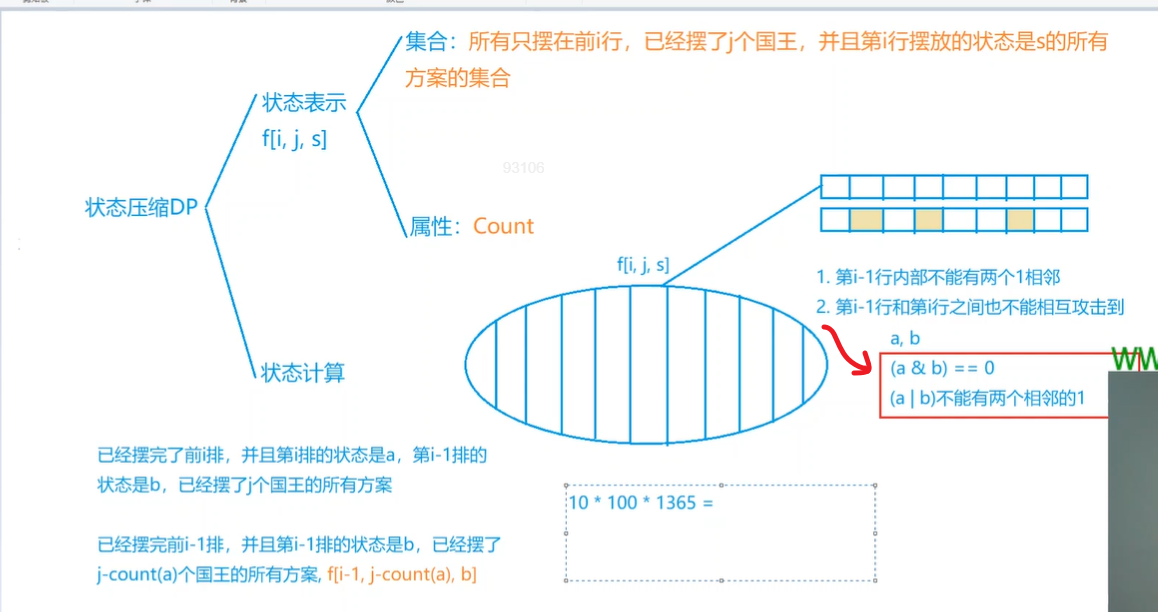 集合：所有只摆在前i行，已经摆了j个国王，并且第i行摆放的状态是s的所有
方案的集合
状态表示
f[i, j, s]
93106
状态压缩DP
属性：Count
f[i, j, s]
1. 第i-1行内部不能有两个1相邻
2. 第i-1行和第i行之间也不能相互攻击到
a, b
(a & b) == 0
(a | b)不能有两个相邻的1
状态计算
已经摆完了前i排，并且第i排的状态是a，第i-1排的
状态是b，已经摆了j个国王的所有方案
10 * 100 * 1365 =
已经摆完前i-1排，并且第i-1排的状态是b，已经摆了
j-count(a)个国王的所有方案, f[i-1, j-count(a), b]